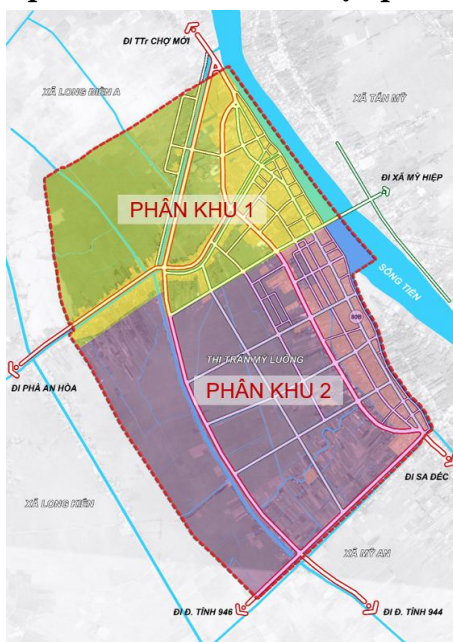 ĐI TTr CHỢ MỚI
XÃ LONG ĐIỀN A
XÃ TẤN MỸ
ĐI XÃ MỸ HIỆP
PHÂN KHU 1
SÔNG TIỀN
80B
THỊ TRẤN MỸ LUÔNG
PHÂN KHU 2
ĐI PHÀ AN HÒA
ĐI SA ĐÉC
XÃ LONG KIẾN
XÃ MỸ AN
ĐI Đ. TỈNH 946
ĐI Đ. TỈNH 944